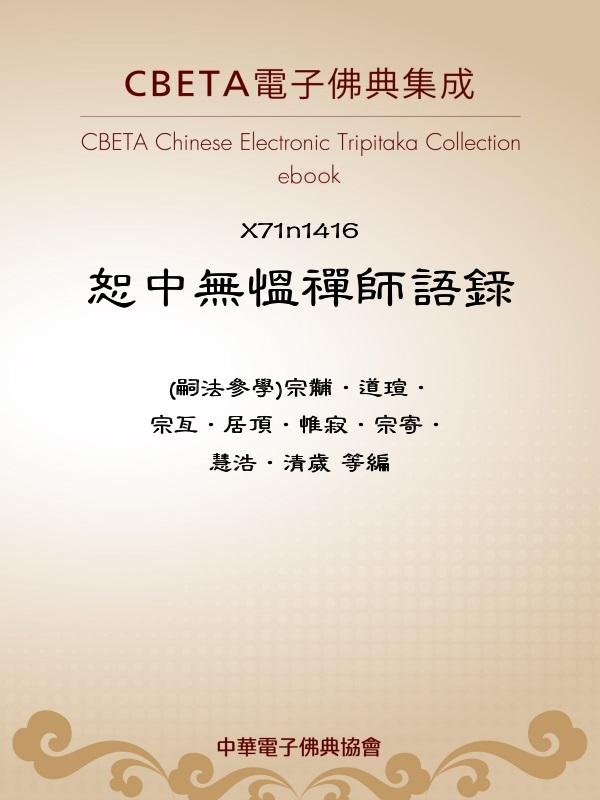 CBETA電子佛典集成
CBETA Chinese Electronic Tripitaka Collection
ebook
X71n1416
恕中無慍禪師語錄
(嗣法參學)宗黼．道瑄．
宗亙．居頂．惟寂．宗寄．
慧浩．清歲 等編
中華電子佛典協會